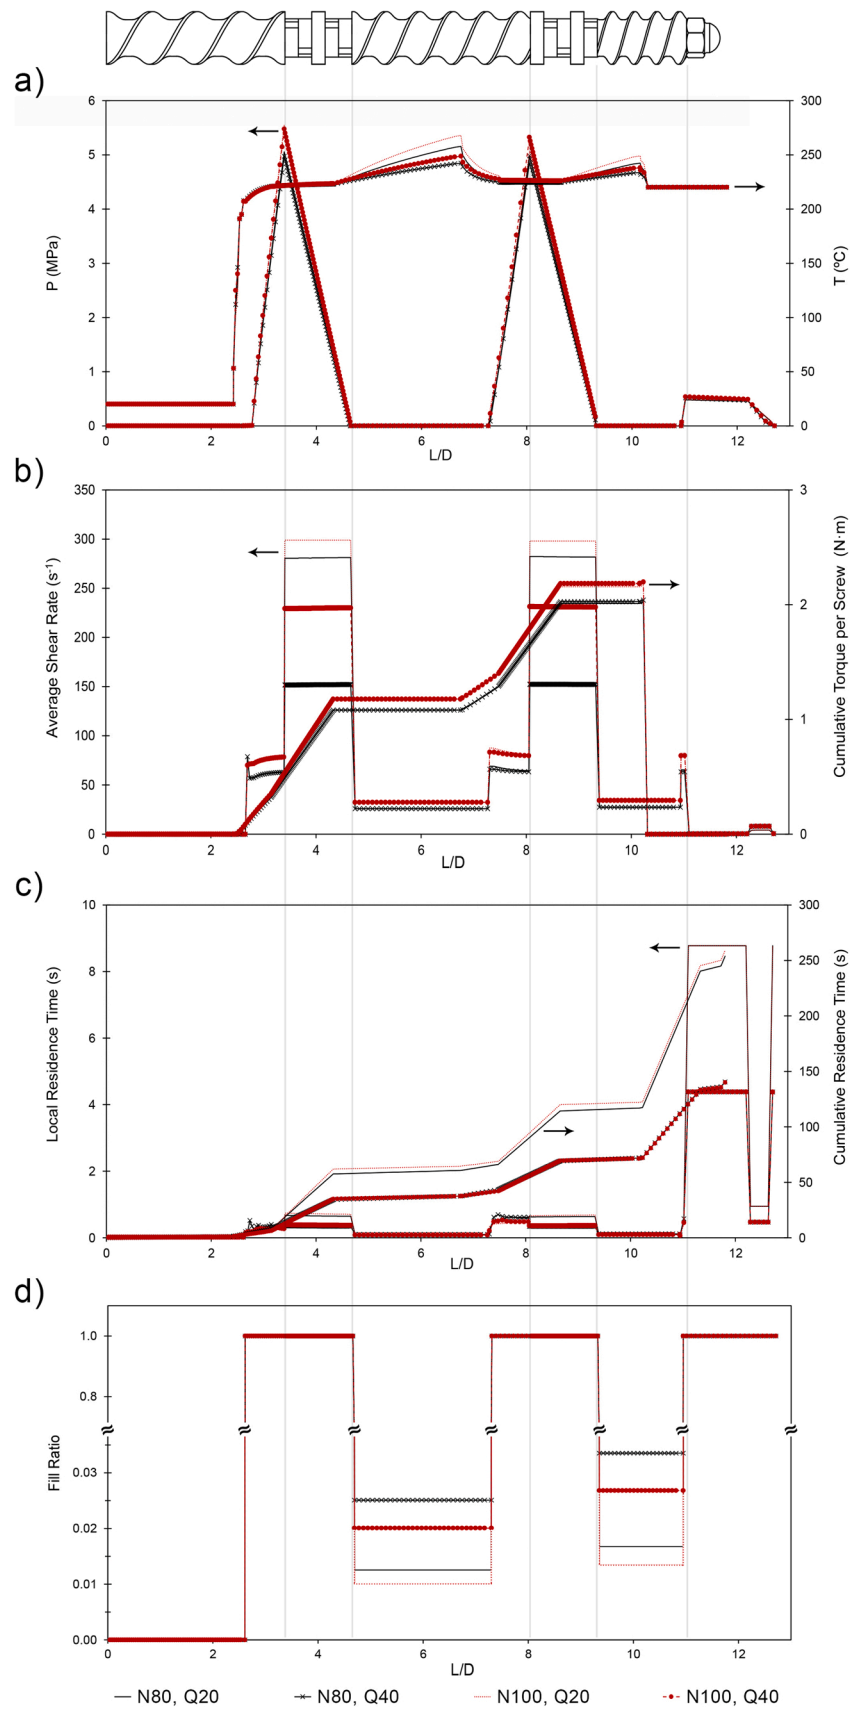 a)
6
5
4
3
2
1
0
P (MPa)
300
250
200
150
100
50
0
T (ºC)
2 4 6 8 10 12
L/D
b)
350
300
250
200
150
100
50
0
Average Shear Rate (s-1)
3
2
1
0
Cumulative Torque per Screw (N·m)
0 2 4 6 8 10 12
L/D
c)
10
8
6
4
2
0
Local Residence Time (s)
300
250
200
150
100
50
0
Cumulative Residence Time (s)
0 2 4 6 8 10 12
L/D
d)
1.0
0.8
0.03
0.02
0.01
0.00
Fill Ratio
0 2 4 6 8 10 12
L/D
N80, Q20 N80, Q40 N100, Q20 N100, Q40